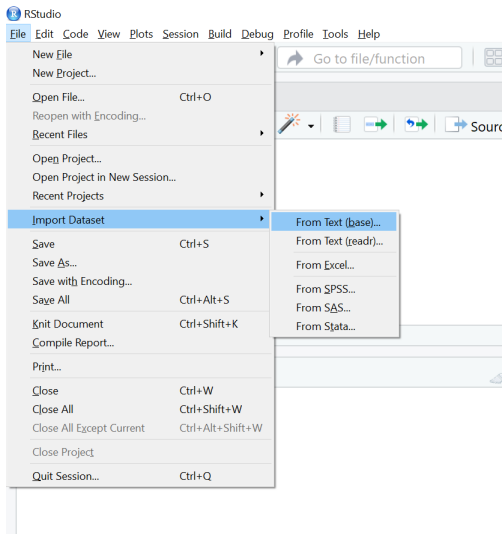 RStudio
File Edit Code View Plots Session Build Debug Profile Tools Help
New File
New Project...
Go to file/function
Open File... Ctrl+O
Reopen with Encoding...
Recent Files
Sourc
Open Project...
Open Project in New Session...
Recent Projects
Import Dataset
From Text (base)...
From Text (readr)...
From Excel...
From SPSS...
From SAS...
From Stata...
Save Ctrl+S
Save As...
Save with Encoding...
Save All Ctrl+Alt+S
Knit Document Ctrl+Shift+K
Compile Report...
Print...
Close Ctrl+W
Close All Ctrl+Shift+W
Close All Except Current Ctrl+Alt+Shift+W
Close Project
Quit Session... Ctrl+Q